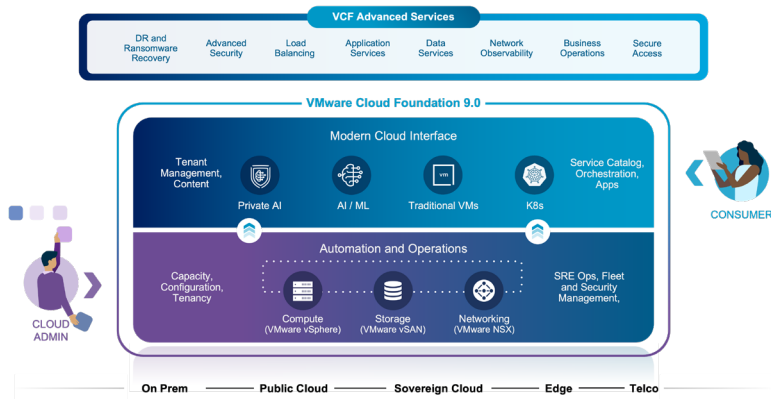 VCF Advanced Services
DR and
Ransomware
Recovery
Advanced
Security
Load
Balancing
Application
Services
Data
Services
Network
Observability
Business
Operations
Secure
Access
VMware Cloud Foundation 9.0
Modern Cloud Interface
Tenant
Management,
Content
Private AI
AI / ML
vm
Traditional VMs
K8s
Service Catalog,
Orchestration,
Apps
CONSUMER
Automation and Operations
Capacity,
Configuration,
Tenancy
Compute
(VMware vSphere)
Storage
(VMware vSAN)
Networking
(VMware NSX)
SRE Ops, Fleet
and Security
Management,
CLOUD
ADMIN
On Prem
Public Cloud
Sovereign Cloud
Edge
Telco